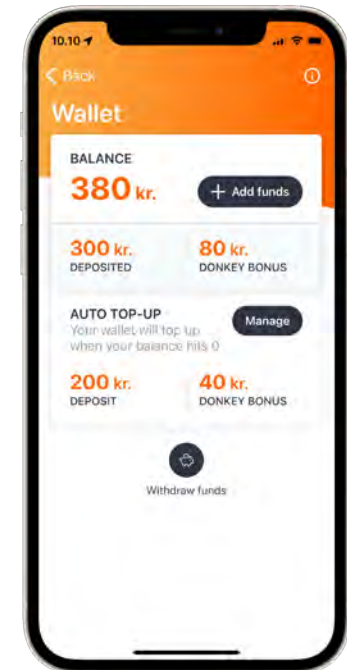 10.10
Back
Wallet
BALANCE
380 kr.
+ Add funds
300 kr.
80 kr.
DEPOSITED
DONKEY BONUS
AUTO TOP-UP
Manage
Your wallet will top up
when your balance hits 0
200 kr.
40 kr.
DEPOSIT
DONKEY BONUS
Withdraw funds